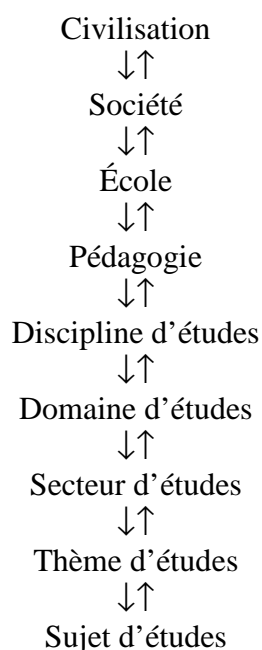 Civilisation
↓↑
Société
↓↑
École
↓↑
Pédagogie
↓↑
Discipline d'études
↓↑
Domaine d'études
↓↑
Secteur d'études
↓↑
Thème d'études
↓↑
Sujet d'études